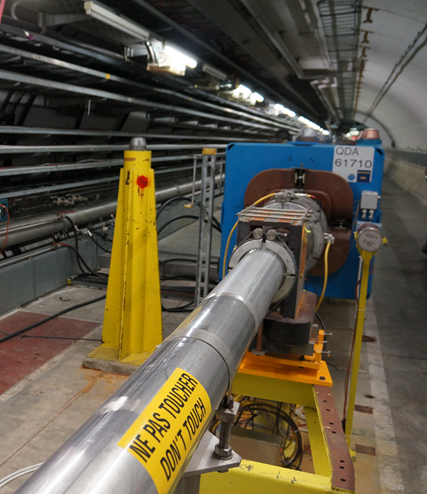 QDA
61710
NE PAS TOUCHER
DON'T TOUCH